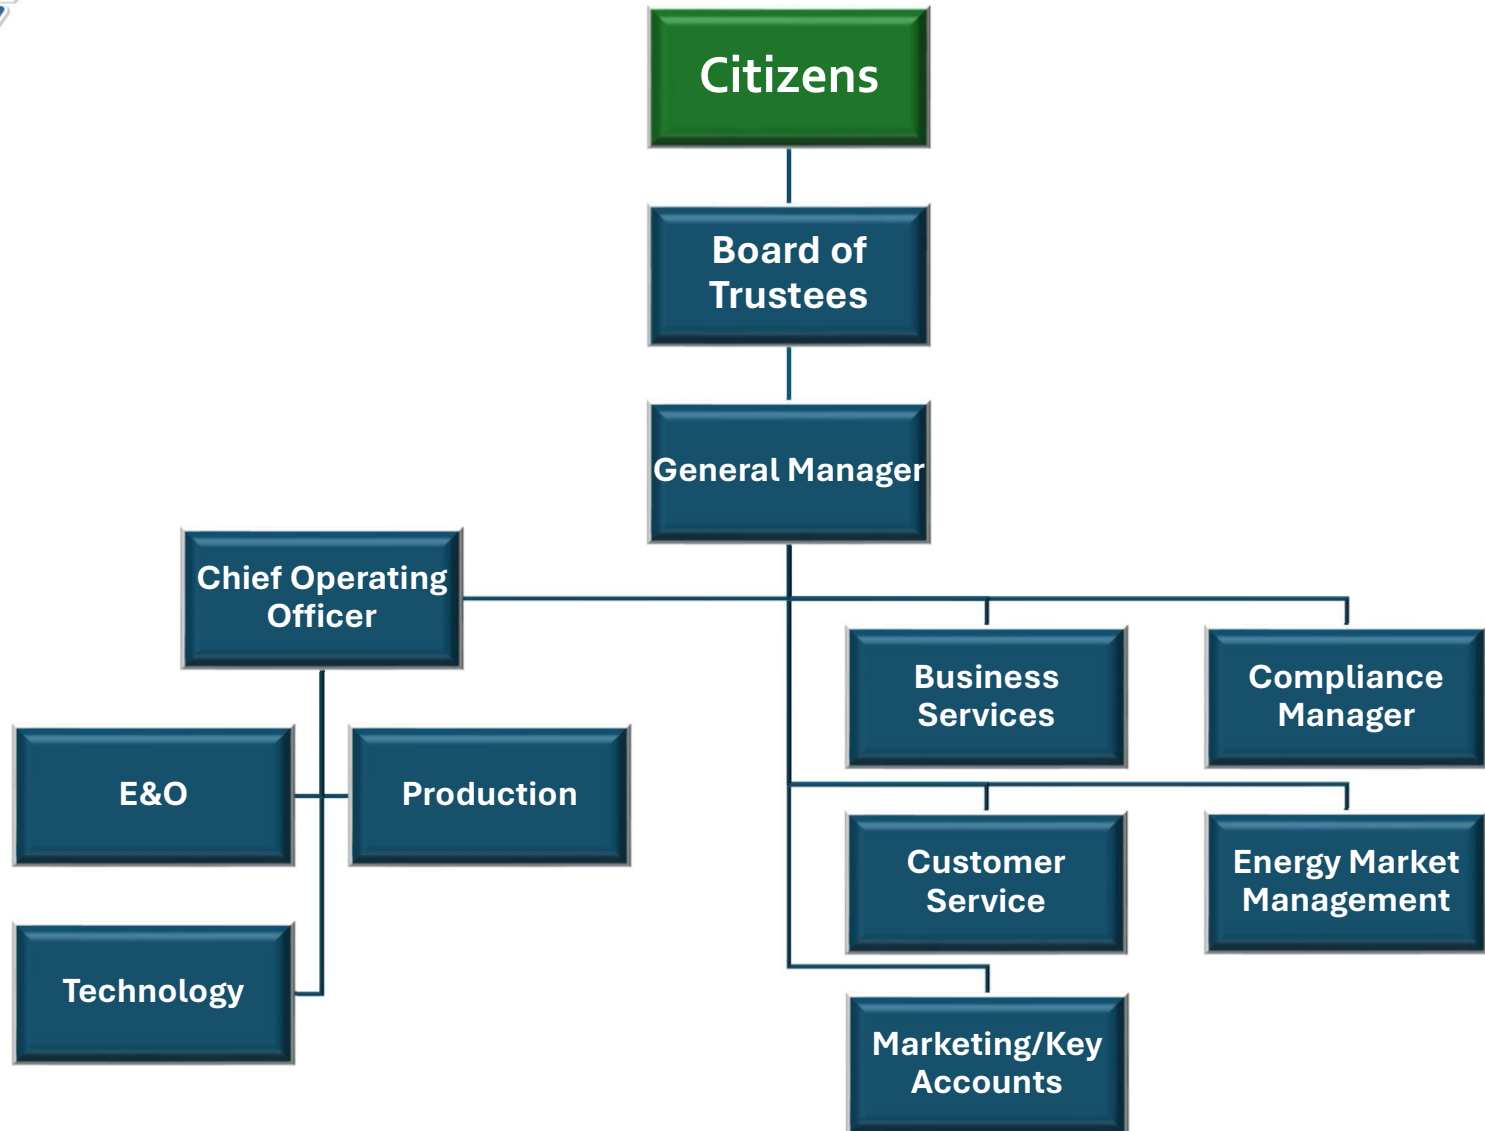 Citizens
Board of
Trustees
General Manager
Chief Operating
Officer
Business
Services
Compliance
Manager
E&O
Production
Customer
Service
Energy Market
Management
Technology
Marketing/Key
Accounts